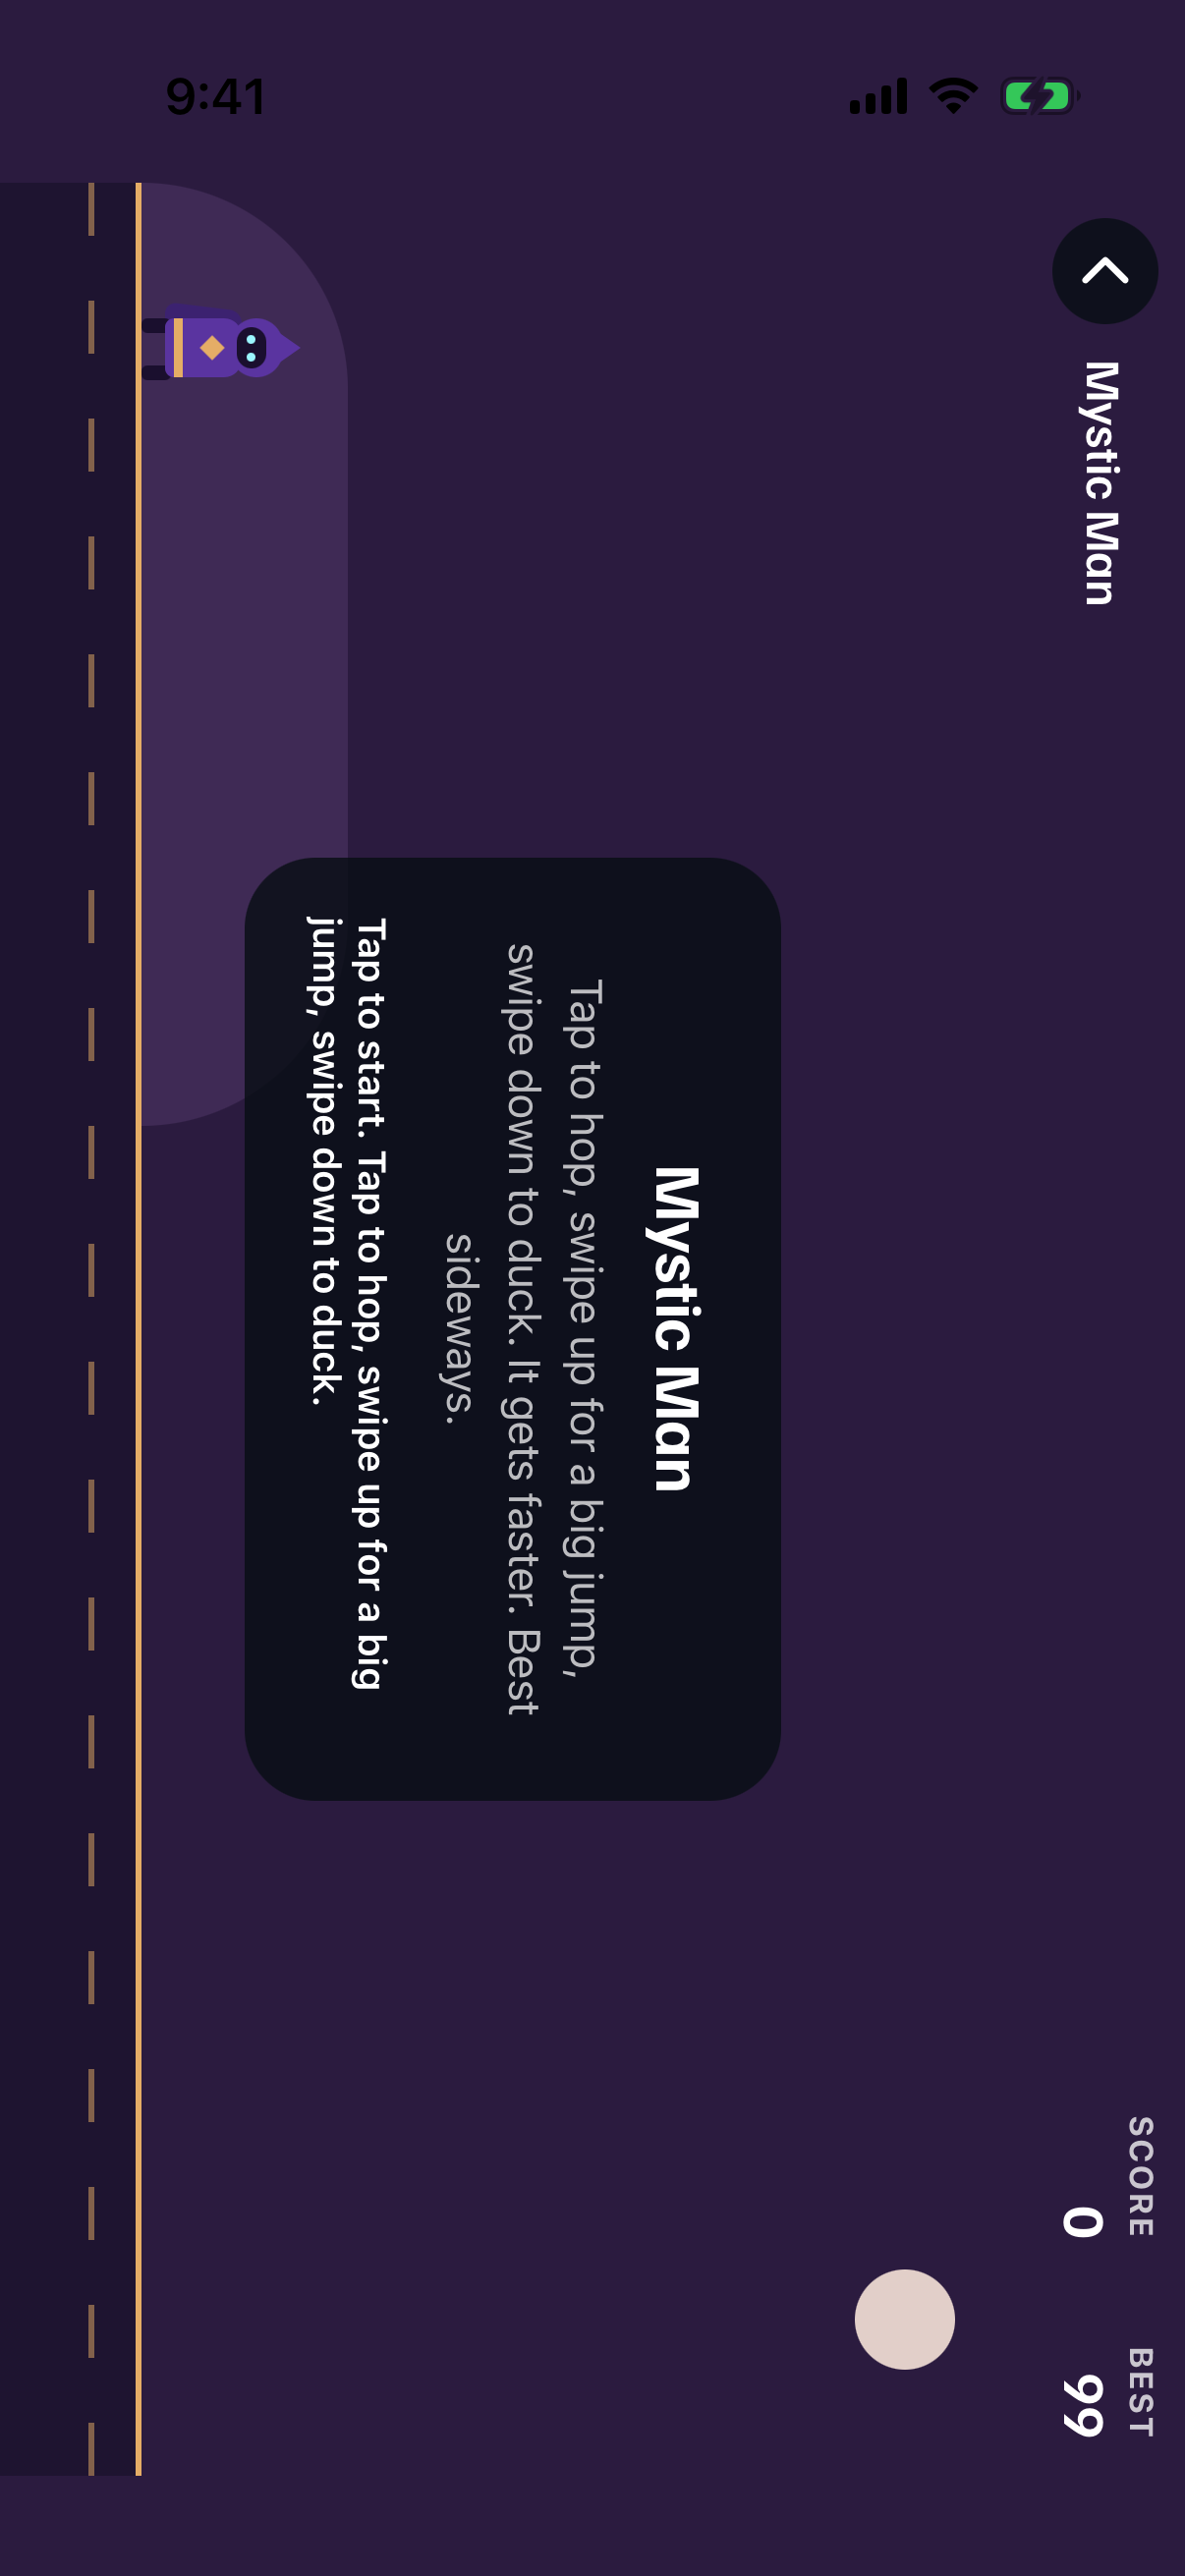 9:41
Mystic Man
SCORE
0
BEST
99
Mystic Man
Tap to hop, swipe up for a big jump,
swipe down to duck. It gets faster. Best
sideways.
Tap to start. Tap to hop, swipe up for a big
jump, swipe down to duck.